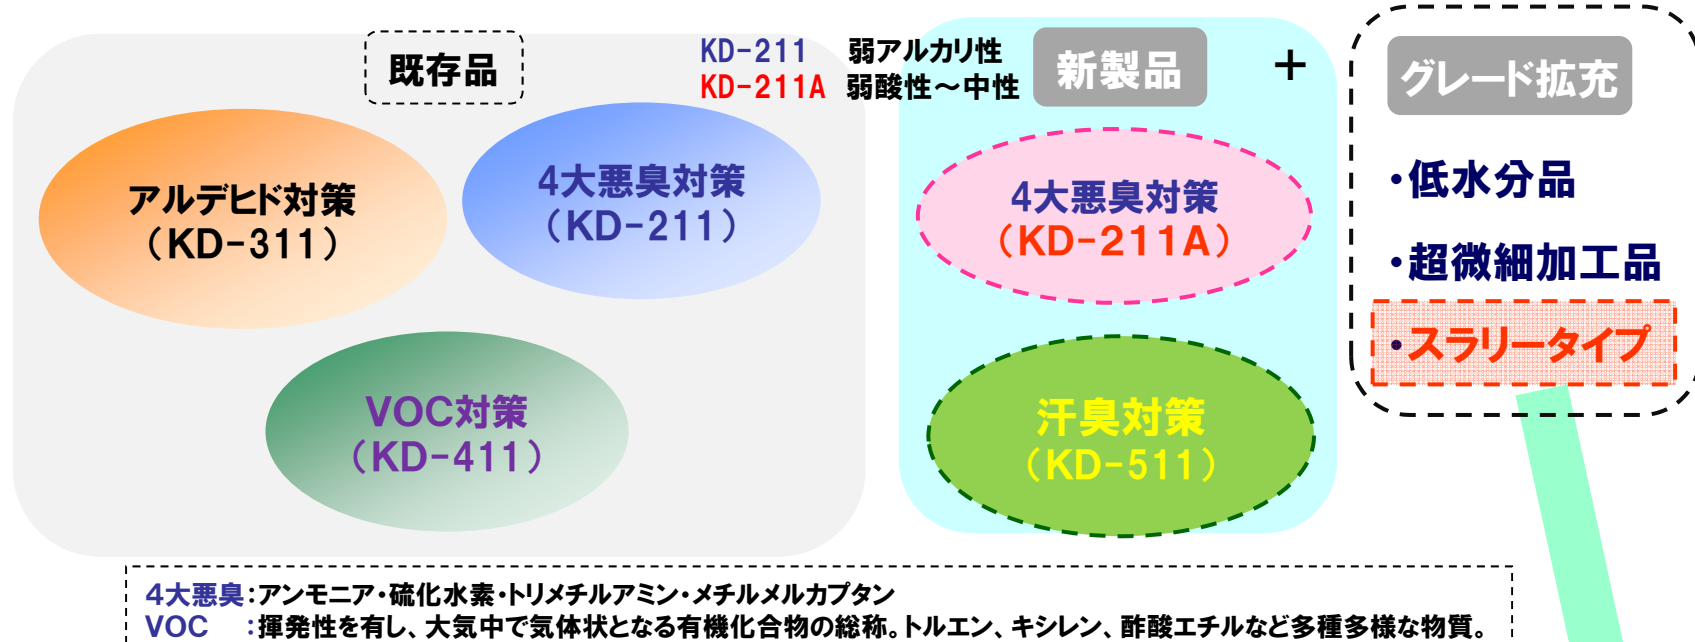 既存品
KD-211 弱アルカリ性
KD-211A 弱酸性～中性
アルデヒド対策
（KD-311）
4大悪臭対策
（KD-211）
VOC対策
（KD-411）
新製品
+
4大悪臭対策
（KD-211A）
汗臭対策
（KD-511）
グレード拡充
・低水分品
・超微細加工品
・スラリータイプ
4大悪臭：アンモニア・硫化水素・トリメチルアミン・メチルメルカプタン
VOC ：揮発性を有し、大気中で気体状となる有機化合物の総称。トルエン、キシレン、酢酸エチルなど多種多様な物質。